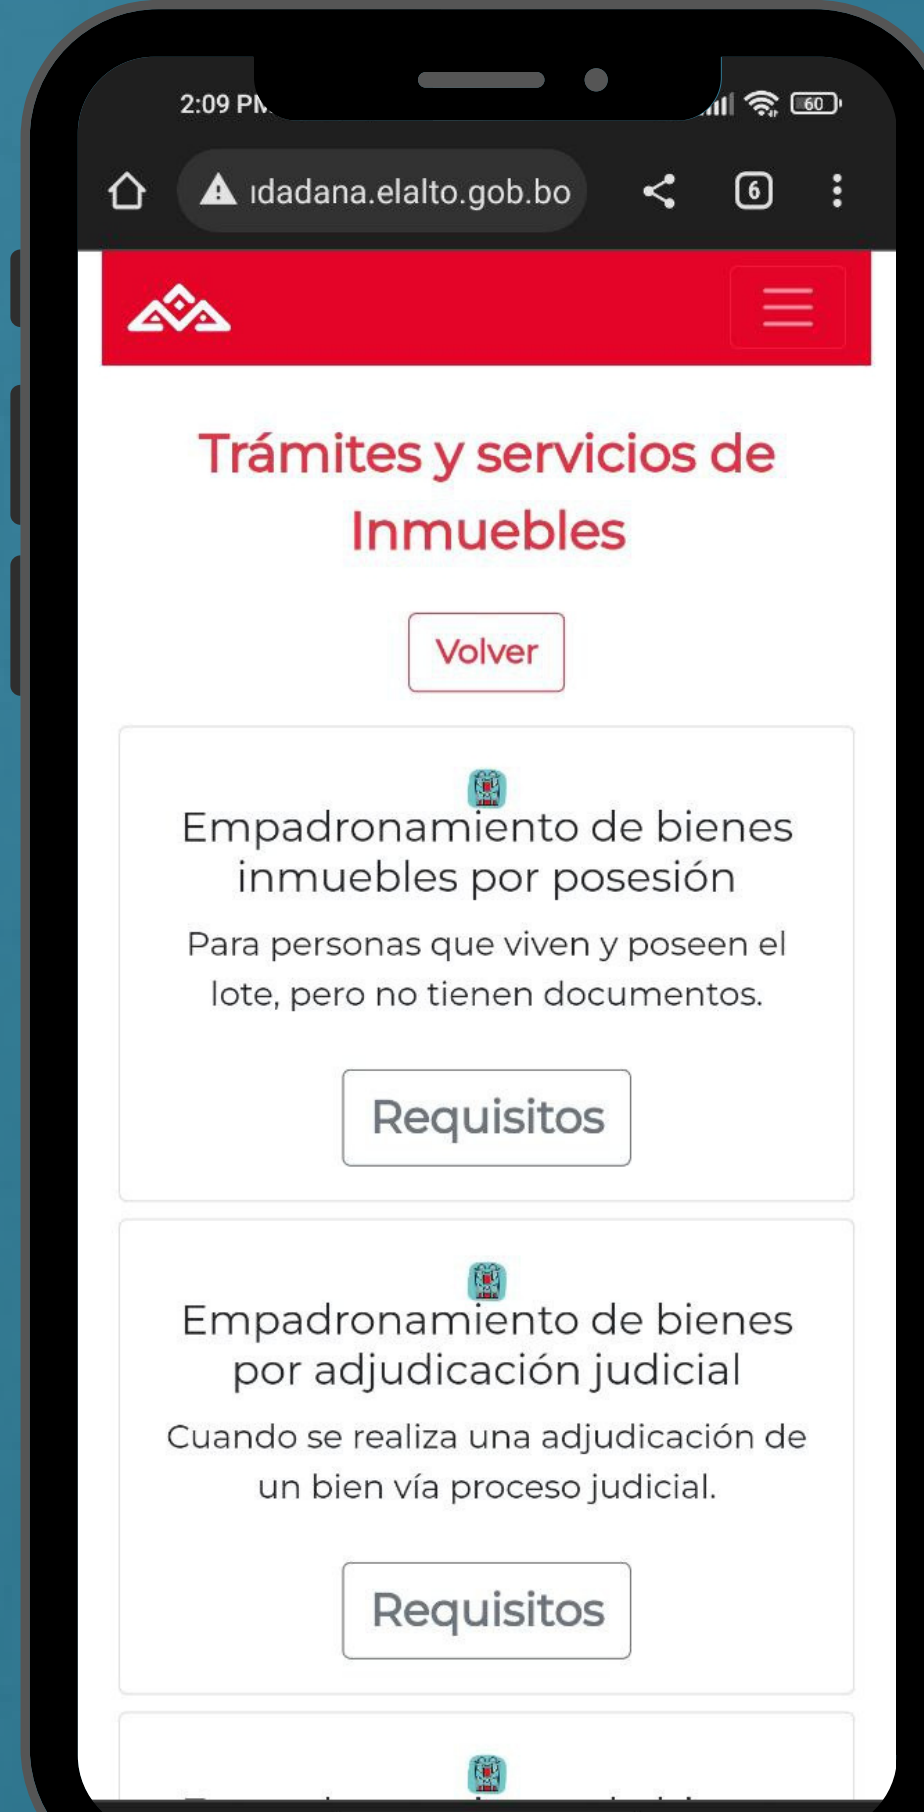 2:09
60
idadana.elalto.gob.bo
6
Trámites y servicios de
Inmuebles
Volver
Empadronamiento de bienes
inmuebles por posesión
Para personas que viven y poseen el
lote, pero no tienen documentos.
Requisitos
Empadronamiento de bienes
por adjudicación judicial
Cuando se realiza una adjudicación de
un bien vía proceso judicial.
Requisitos